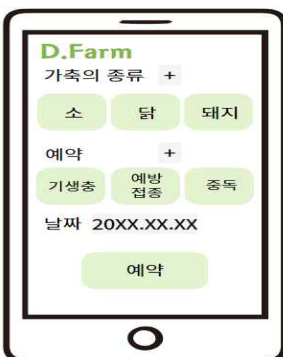 D.Farm
가축의 종류 +
소 닭 돼지
예약 +
기생충 예방 접종 중독
날짜 20XX.XX.XX
예약